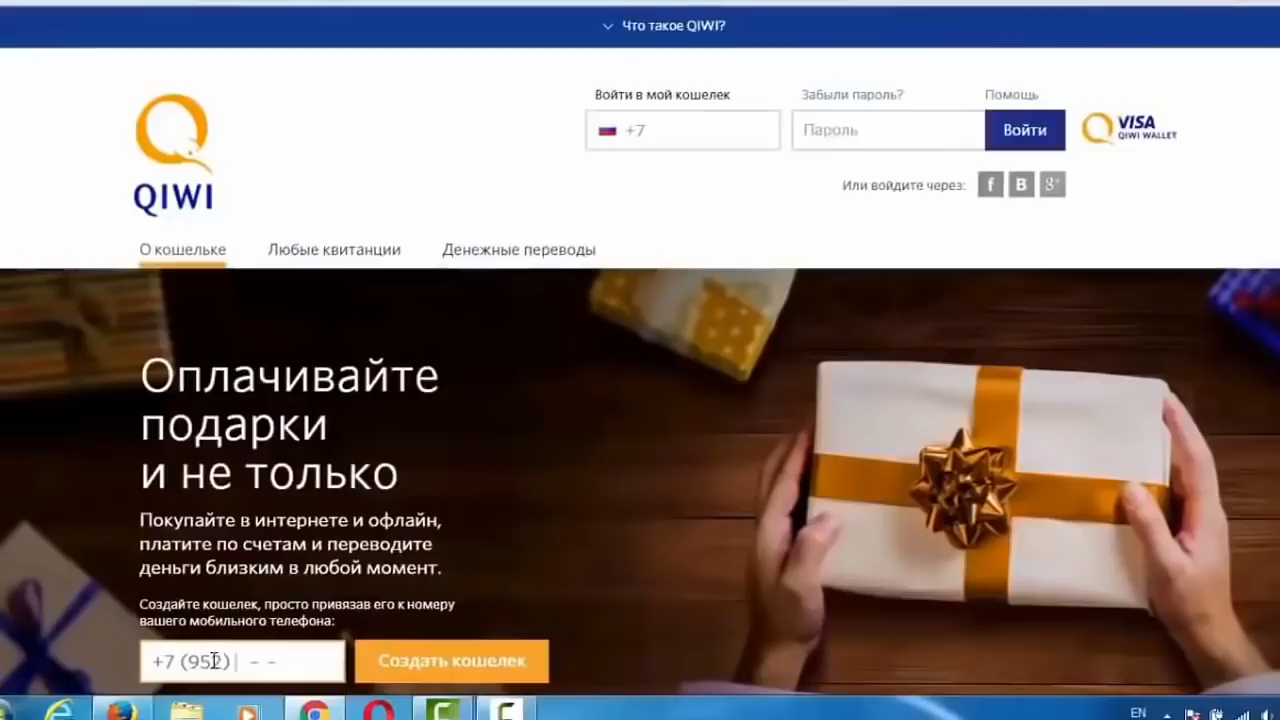 Что такое QIWI?
Войти в мой кошелек
Забыли пароль?
Помощь
+7
Пароль
Войти
VISA
QIWI WALLET
QIWI
Или войдите через:
f
B
g+
О кошельке
Любые квитанции
Денежные переводы
Оплачивайте
подарки
и не только
Покупайте в интернете и офлайн,
платите по счетам и переводите
деньги близким в любой момент.
Создайте кошелек, просто привязав его к номеру
вашего мобильного телефона:
+7 (952) - -
Создать кошелек
EN